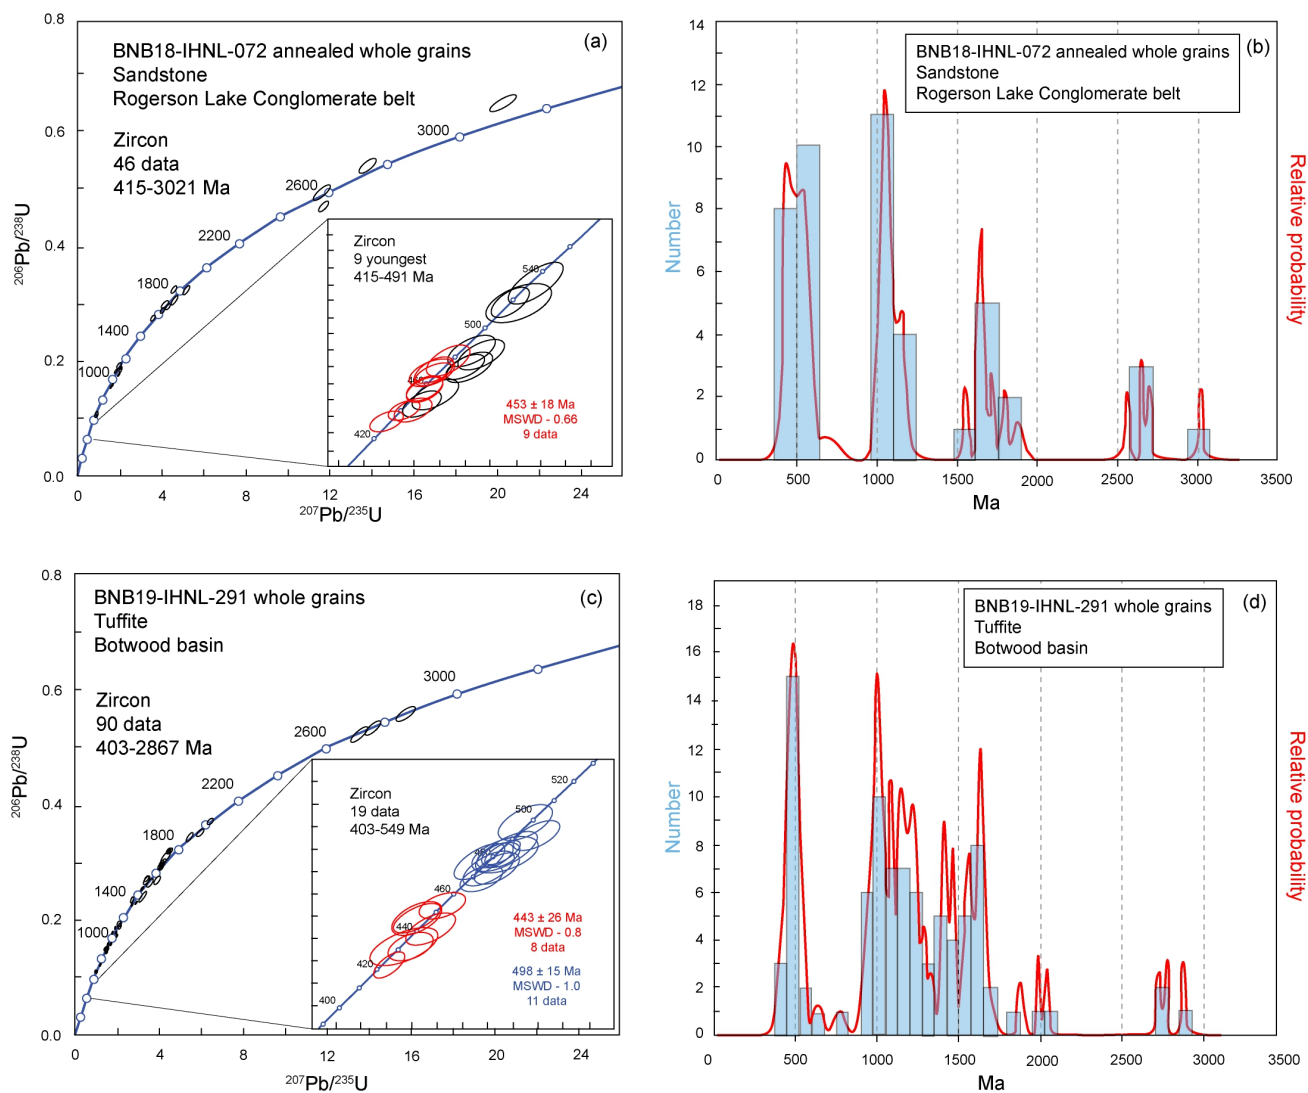 (a)
BNB18-IHNL-072 annealed whole grains
Sandstone
Rogerson Lake Conglomerate belt
Zircon
46 data
415-3021 Ma
206Pb/238U
0.8
0.6
0.4
0.2
0.0
3000
2600
2200
1800
1400
1000
Zircon
9 youngest
415-491 Ma
540
500
460
420
453 ± 18 Ma
MSWD - 0.66
9 data
0 4 8 12 16 20 24
207Pb/235U
(b)
BNB18-IHNL-072 annealed whole grains
Sandstone
Rogerson Lake Conglomerate belt
Number
Relative probability
14
12
10
8
6
4
2
0
0 500 1000 1500 2000 2500 3000 3500
Ma
(c)
BNB19-IHNL-291 whole grains
Tuffite
Botwood basin
Zircon
90 data
403-2867 Ma
206Pb/238U
0.8
0.6
0.4
0.2
0.0
3000
2600
2200
1800
1400
1000
Zircon
19 data
403-549 Ma
520
500
480
460
440
420
400
443 ± 26 Ma
MSWD - 0.8
8 data
498 ± 15 Ma
MSWD - 1.0
11 data
0 4 8 12 16 20 24
207Pb/235U
(d)
BNB19-IHNL-291 whole grains
Tuffite
Botwood basin
Number
Relative probability
18
16
14
12
10
8
6
4
2
0
0 500 1000 1500 2000 2500 3000 3500
Ma